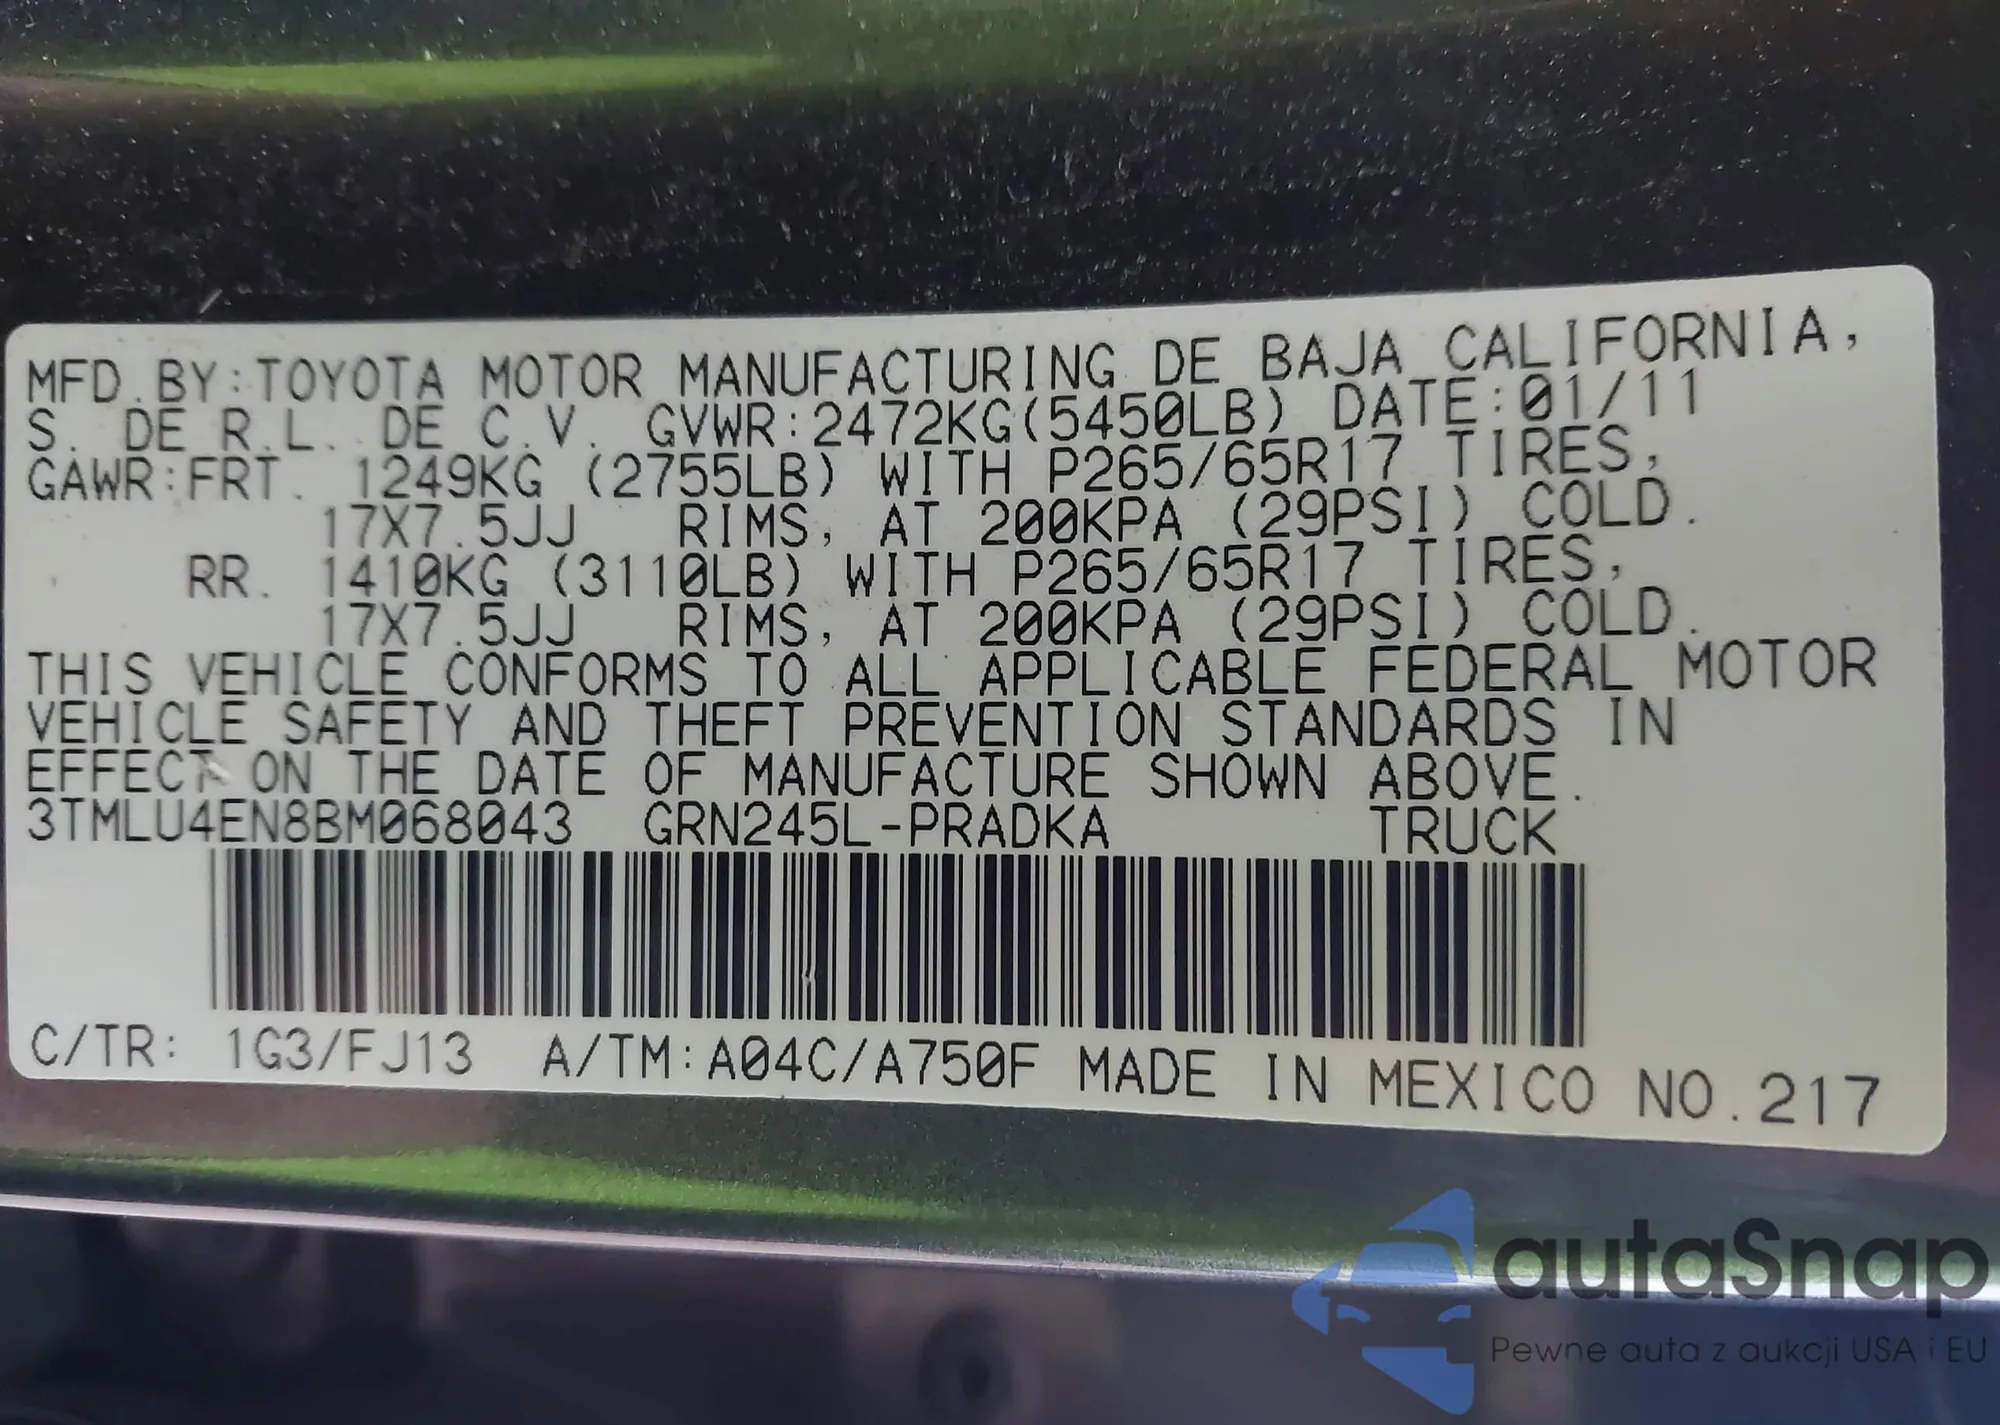 MFD.BY:TOYOTA MOTOR MANUFACTURING DE BAJA CALIFORNIA,
S. DE R.L. DE C.V. GVWR:2472KG(5450LB) DATE:01/11
GAWR:FRT. 1249KG (2755LB) WITH P265/65R17 TIRES,
17X7.5JJ RIMS, AT 200KPA (29PSI) COLD.
RR. 1410KG (3110LB) WITH P265/65R17 TIRES,
17X7.5JJ RIMS, AT 200KPA (29PSI) COLD.
THIS VEHICLE CONFORMS TO ALL APPLICABLE FEDERAL MOTOR
VEHICLE SAFETY AND THEFT PREVENTION STANDARDS IN
EFFECT ON THE DATE OF MANUFACTURE SHOWN ABOVE.
3TMLU4EN8BM068043 GRN245L-PRADKA TRUCK
C/TR: 1G3/FJ13 A/TM:A04C/A750F MADE IN MEXICO NO.217
autaSnap
Pewne auta z aukcji USA i EU